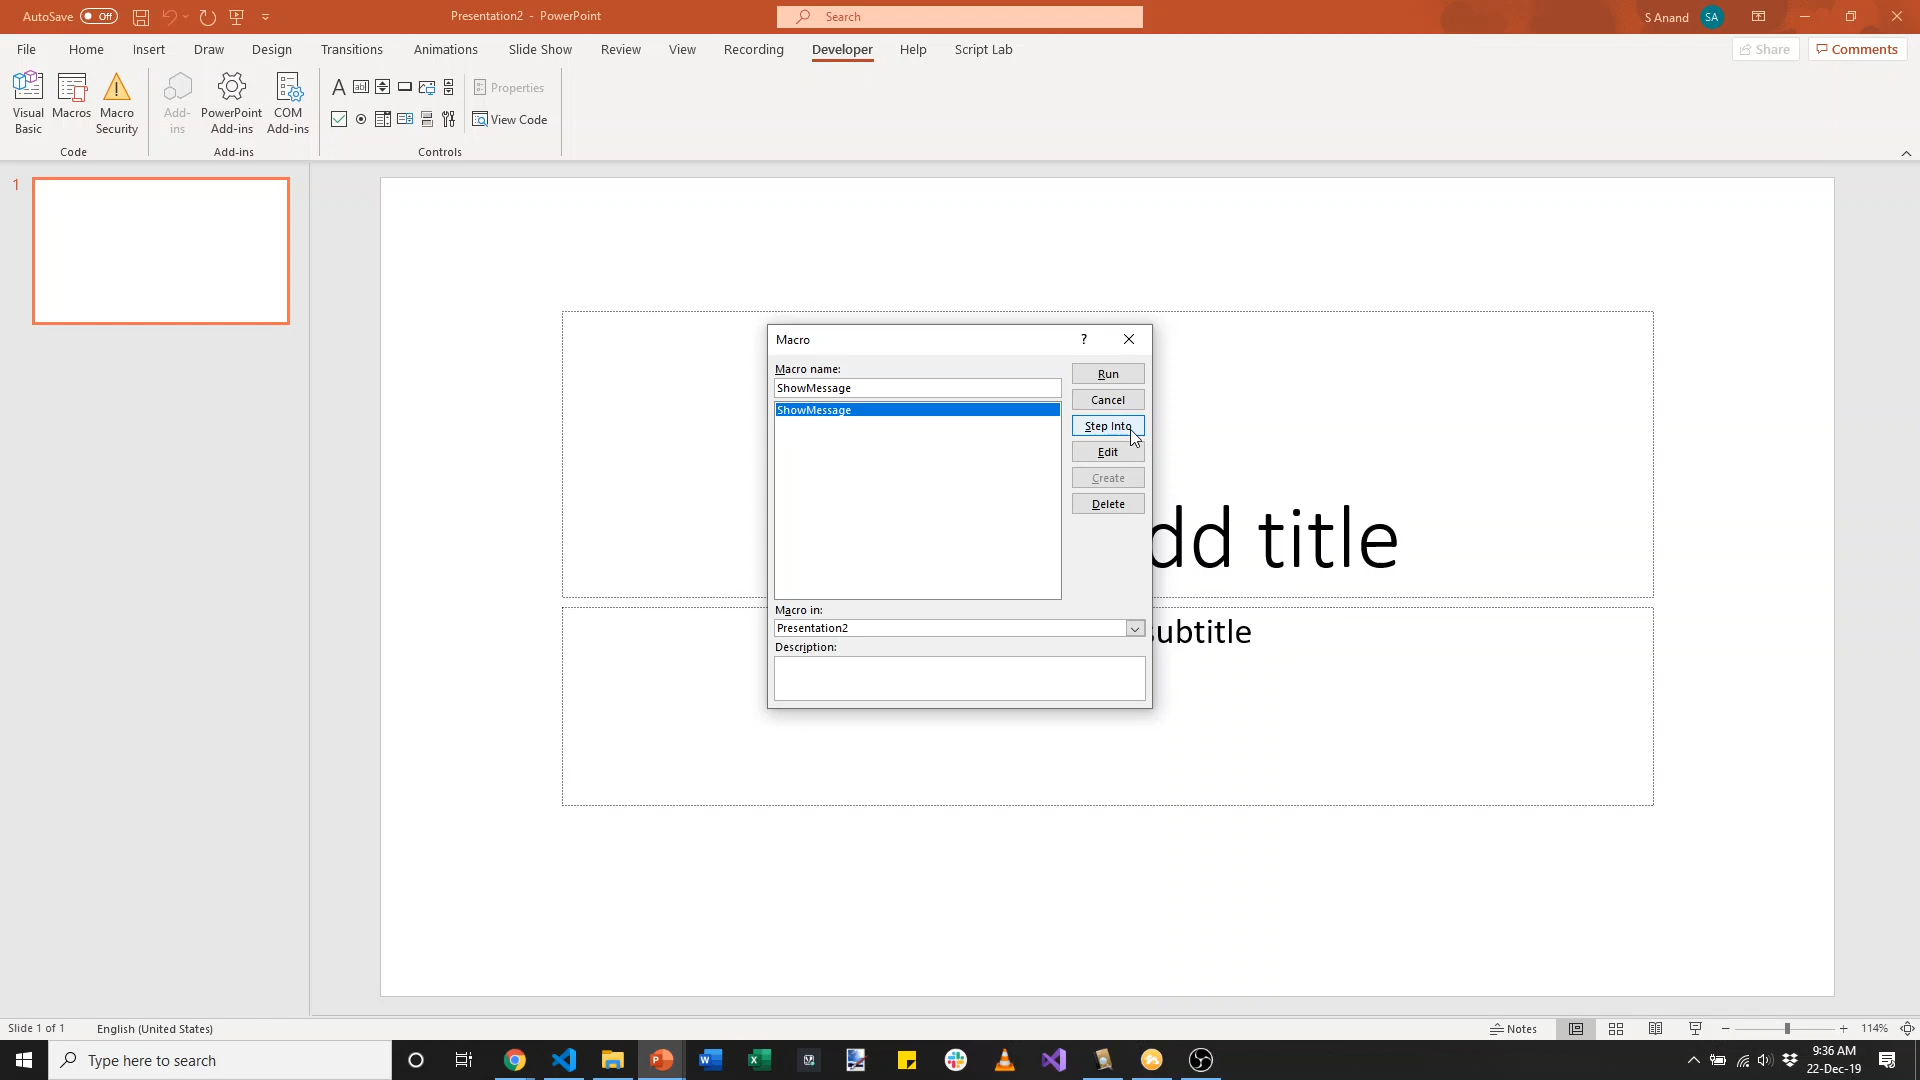 AutoSave Off
Presentation2 - PowerPoint
Search
S Anand SA
File Home Insert Draw Design Transitions Animations Slide Show Review View Recording Developer Help Script Lab
Share Comments
Visual Basic
Macros
Macro Security
Add-ins
PowerPoint Add-ins
COM Add-ins
Properties
View Code
Code Add-ins Controls
1
Macro ?
Macro name:
ShowMessage
ShowMessage
Run
Cancel
Step Into
Edit
Create
Delete
dd title
Macro in:
Presentation2
subtitle
Description:
Slide 1 of 1 English (United States)
Notes
114%
Type here to search
9:36 AM
22-Dec-19